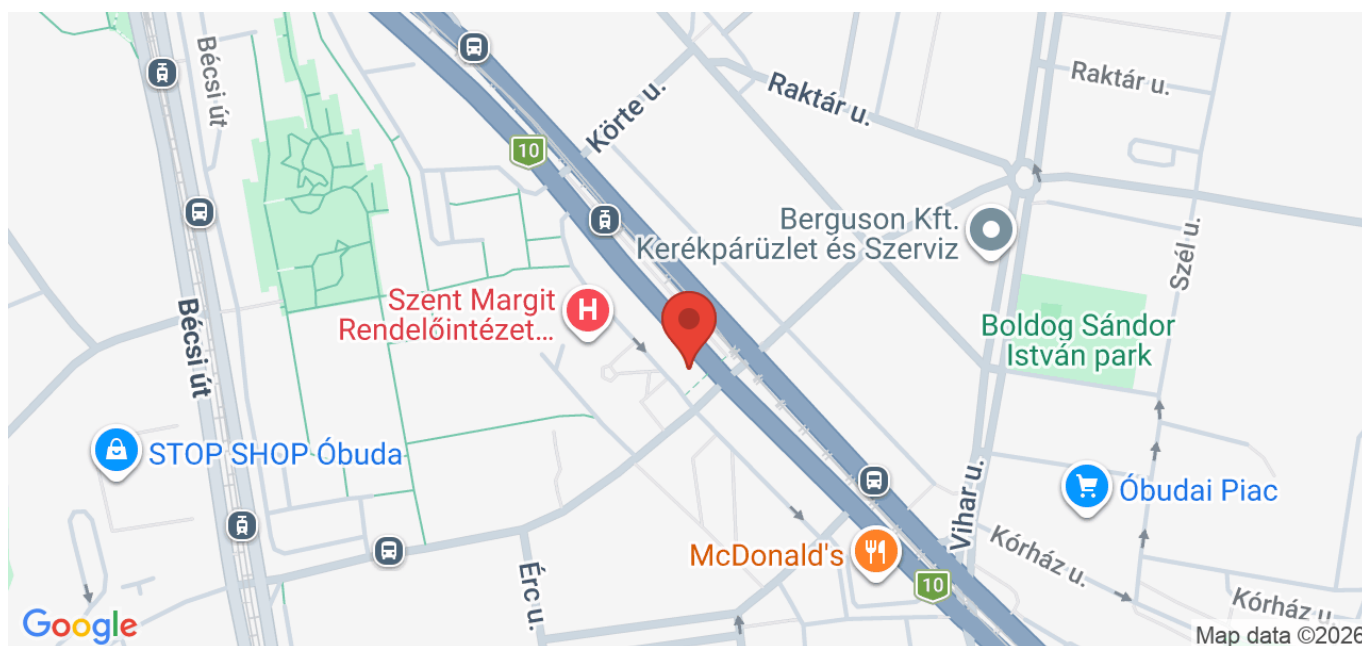 Bécsi út
Körte u.
10
Raktár u.
Raktár u.
Berguson Kft.
Kerékpárüzlet és Szerviz
Szél u.
Szent Margit
Rendelőintézet...
H
Boldog Sándor
István park
Bécsi út
STOP SHOP Óbuda
Óbudai Piac
Vihar u.
McDonald's
Kórház u.
10
Érc u.
Kórház u.
Google
Map data ©2026